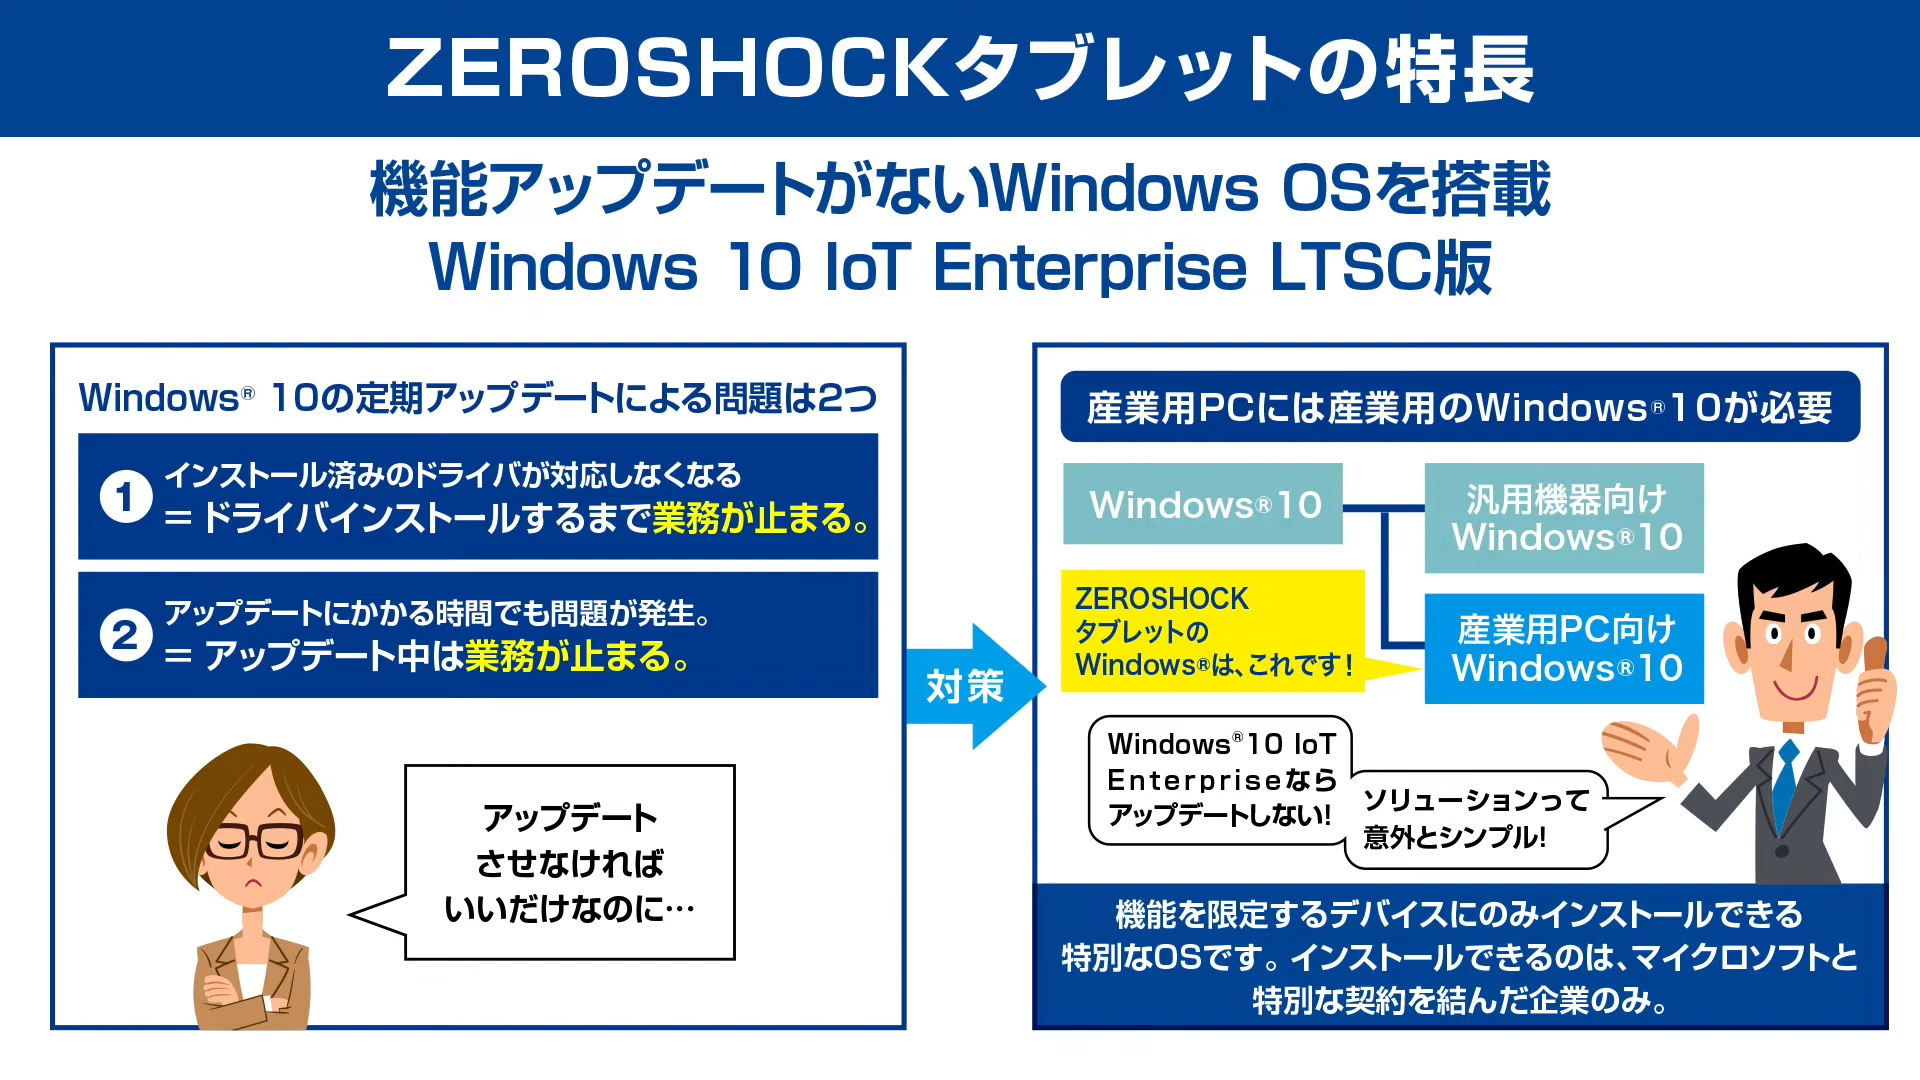 ZEROSHOCKタブレットの特長
機能アップデートがないWindows OSを搭載
Windows 10 IoT Enterprise LTSC版
Windows® 10の定期アップデートによる問題は2つ
1 インストール済みのドライバが対応しなくなる
= ドライバインストールするまで業務が止まる。
2 アップデートにかかる時間でも問題が発生。
= アップデート中は業務が止まる。
アップデート
させなければ
いいだけなのに…
対策
産業用PCには産業用のWindows®10が必要
Windows®10
汎用機器向け
Windows®10
ZEROSHOCK
タブレットの
Windows®は、これです!
産業用PC向け
Windows®10
Windows®10 IoT
Enterpriseなら
アップデートしない!
ソリューションって
意外とシンプル!
機能を限定するデバイスにのみインストールできる
特別なOSです。インストールできるのは、マイクロソフトと
特別な契約を結んだ企業のみ。